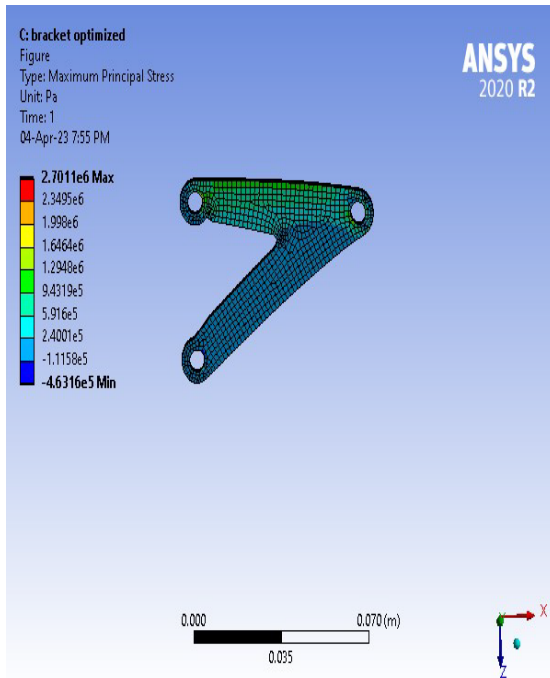 C: bracket optimized
Figure
Type: Maximum Principal Stress
Unit: Pa
Time: 1
04-Apr-23 7:55 PM
ANSYS
2020 R2
2.7011e6 Max
2.3495e6
1.998e6
1.6464e6
1.2948e6
9.4319e5
5.916e5
2.4001e5
-1.1158e5
-4.6316e5 Min
0.000
0.070 (m)
0.035
X
Z